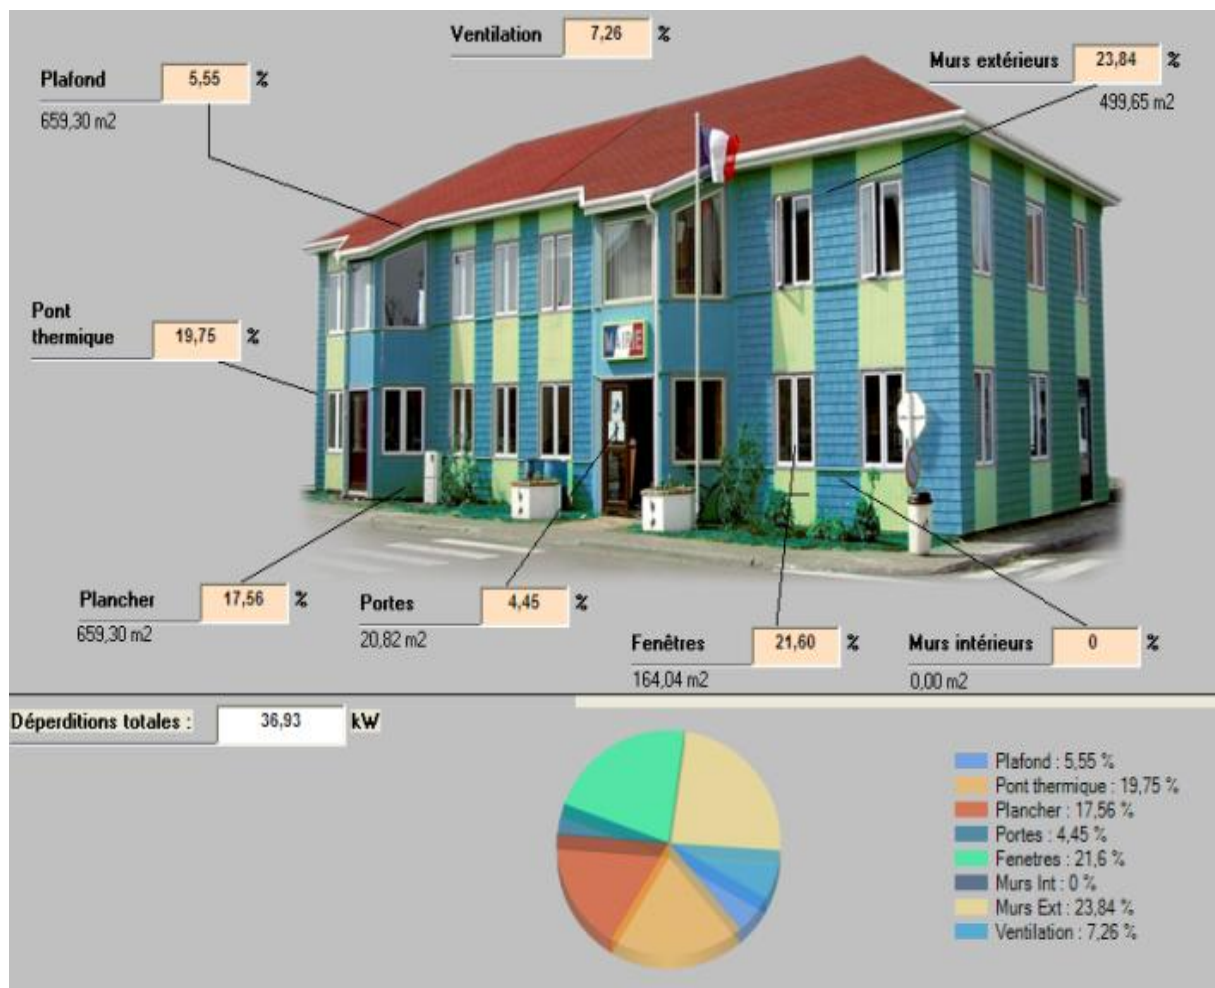 Ventilation 7,26 %
Murs extérieurs 23,84 %
499,65 m2
Plafond 5,55 %
659,30 m2
MAIRIE
Pont
thermique 19,75 %
Plancher 17,56 %
659,30 m2
Portes 4,45 %
20,82 m2
Fenêtres 21,60 %
164,04 m2
Murs intérieurs 0 %
0,00 m2
Déperditions totales : 36,93 kW
Plafond : 5,55 %
Pont thermique : 19,75 %
Plancher : 17,56 %
Portes : 4,45 %
Fenetres : 21,6 %
Murs Int : 0 %
Murs Ext : 23,84 %
Ventilation : 7,26 %